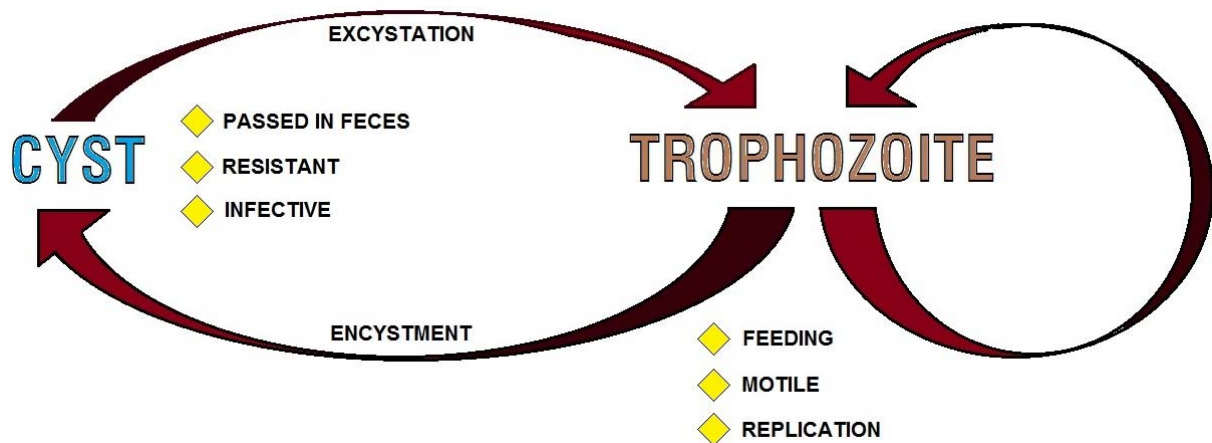 EXCYSTATION
CYST
PASSED IN FECES
RESISTANT
INFECTIVE
TROPHOZOITE
ENCYSTMENT
FEEDING
MOTILE
REPLICATION